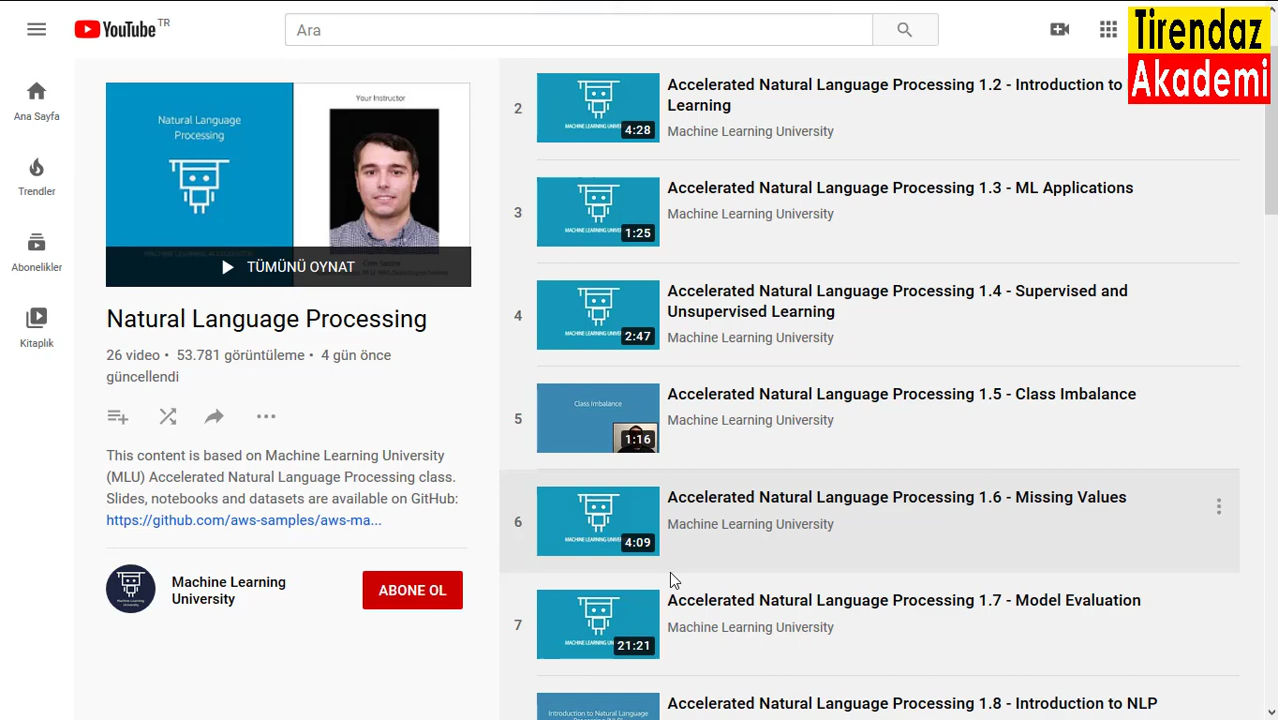 YouTube TR
Ara
Tirendaz
Akademi
Ana Sayfa
Trendler
Abonelikler
Kitaplık
Natural Language
Processing
Your Instructor
TÜMÜNÜ OYNAT
Natural Language Processing
26 video • 53.781 görüntüleme • 4 gün önce
güncellendi
This content is based on Machine Learning University
(MLU) Accelerated Natural Language Processing class.
Slides, notebooks and datasets are available on GitHub:
https://github.com/aws-samples/aws-ma...
Machine Learning
University
ABONE OL
2
4:28
Accelerated Natural Language Processing 1.2 - Introduction to
Learning
Machine Learning University
3
1:25
Accelerated Natural Language Processing 1.3 - ML Applications
Machine Learning University
4
2:47
Accelerated Natural Language Processing 1.4 - Supervised and
Unsupervised Learning
Machine Learning University
5
Class Imbalance
1:16
Accelerated Natural Language Processing 1.5 - Class Imbalance
Machine Learning University
6
4:09
Accelerated Natural Language Processing 1.6 - Missing Values
Machine Learning University
7
21:21
Accelerated Natural Language Processing 1.7 - Model Evaluation
Machine Learning University
Introduction to Natural Language
Accelerated Natural Language Processing 1.8 - Introduction to NLP